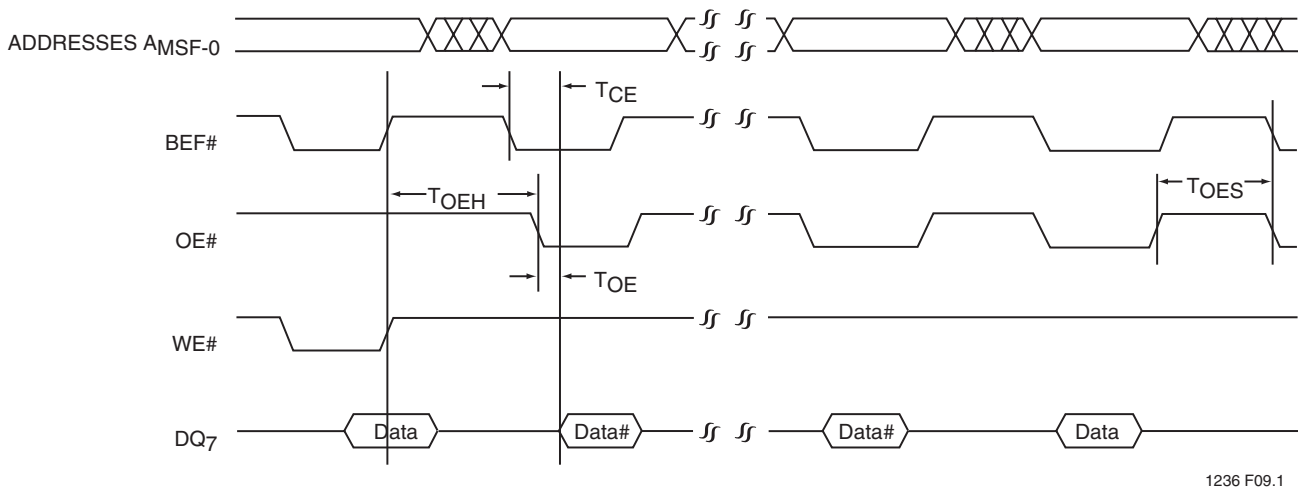 ADDRESSES AMSF-0
TCE
BEF#
TOEH
TOES
OE#
TOE
WE#
DQ7
Data
Data#
Data#
Data
1236 F09.1